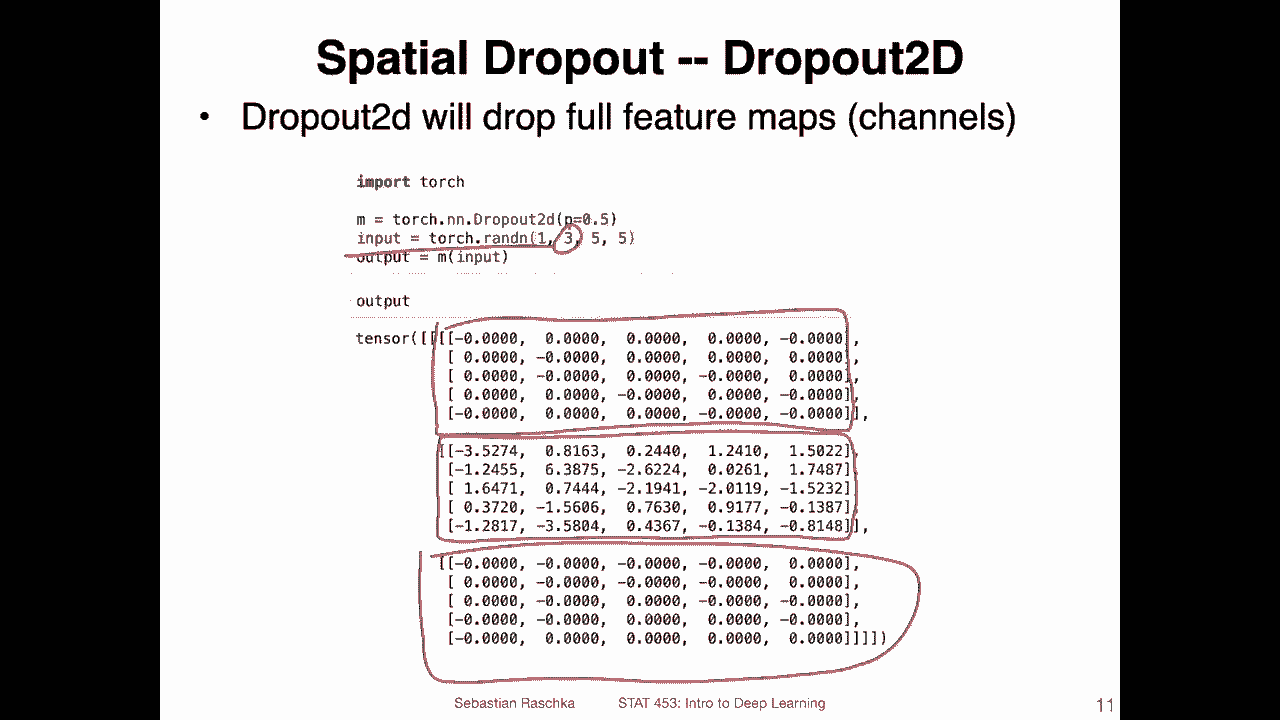 Spatial Dropout -- Dropout2D
• Dropout2d will drop full feature maps (channels)
import torch
m = torch.nn.Dropout2d(p=0.5)
input = torch.randn(1, 3, 5, 5)
output = m(input)
output
tensor([[[[-0.0000, 0.0000, 0.0000, 0.0000, -0.0000],
[ 0.0000, -0.0000, 0.0000, 0.0000, 0.0000],
[ 0.0000, -0.0000, 0.0000, -0.0000, 0.0000],
[ 0.0000, 0.0000, -0.0000, 0.0000, -0.0000],
[-0.0000, 0.0000, 0.0000, -0.0000, -0.0000]],
[[-3.5274, 0.8163, 0.2440, 1.2410, 1.5022],
[-1.2455, 6.3875, -2.6224, 0.0261, 1.7487],
[ 1.6471, 0.7444, -2.1941, -2.0119, -1.5232],
[ 0.3720, -1.5606, 0.7630, 0.9177, -0.1387],
[-1.2817, -3.5804, 0.4367, -0.1384, -0.8148]],
[[-0.0000, -0.0000, -0.0000, -0.0000, 0.0000],
[ 0.0000, -0.0000, -0.0000, -0.0000, 0.0000],
[ 0.0000, -0.0000, 0.0000, -0.0000, -0.0000],
[-0.0000, -0.0000, 0.0000, 0.0000, -0.0000],
[-0.0000, 0.0000, 0.0000, 0.0000, 0.0000]]]])
Sebastian Raschka STAT 453: Intro to Deep Learning 11